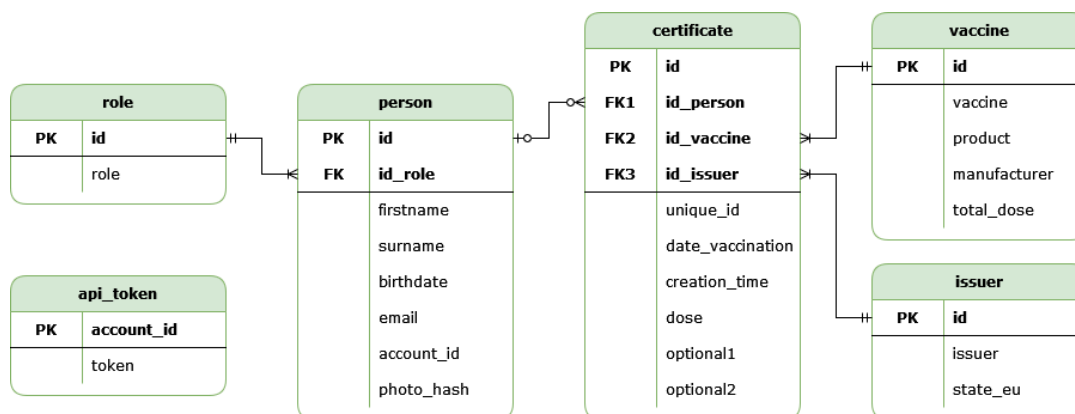 role
PK id
role
api_token
PK account_id
token
person
PK id
FK id_role
firstname
surname
birthdate
email
account_id
photo_hash
certificate
PK id
FK1 id_person
FK2 id_vaccine
FK3 id_issuer
unique_id
date_vaccination
creation_time
dose
optional1
optional2
vaccine
PK id
vaccine
product
manufacturer
total_dose
issuer
PK id
issuer
state_eu